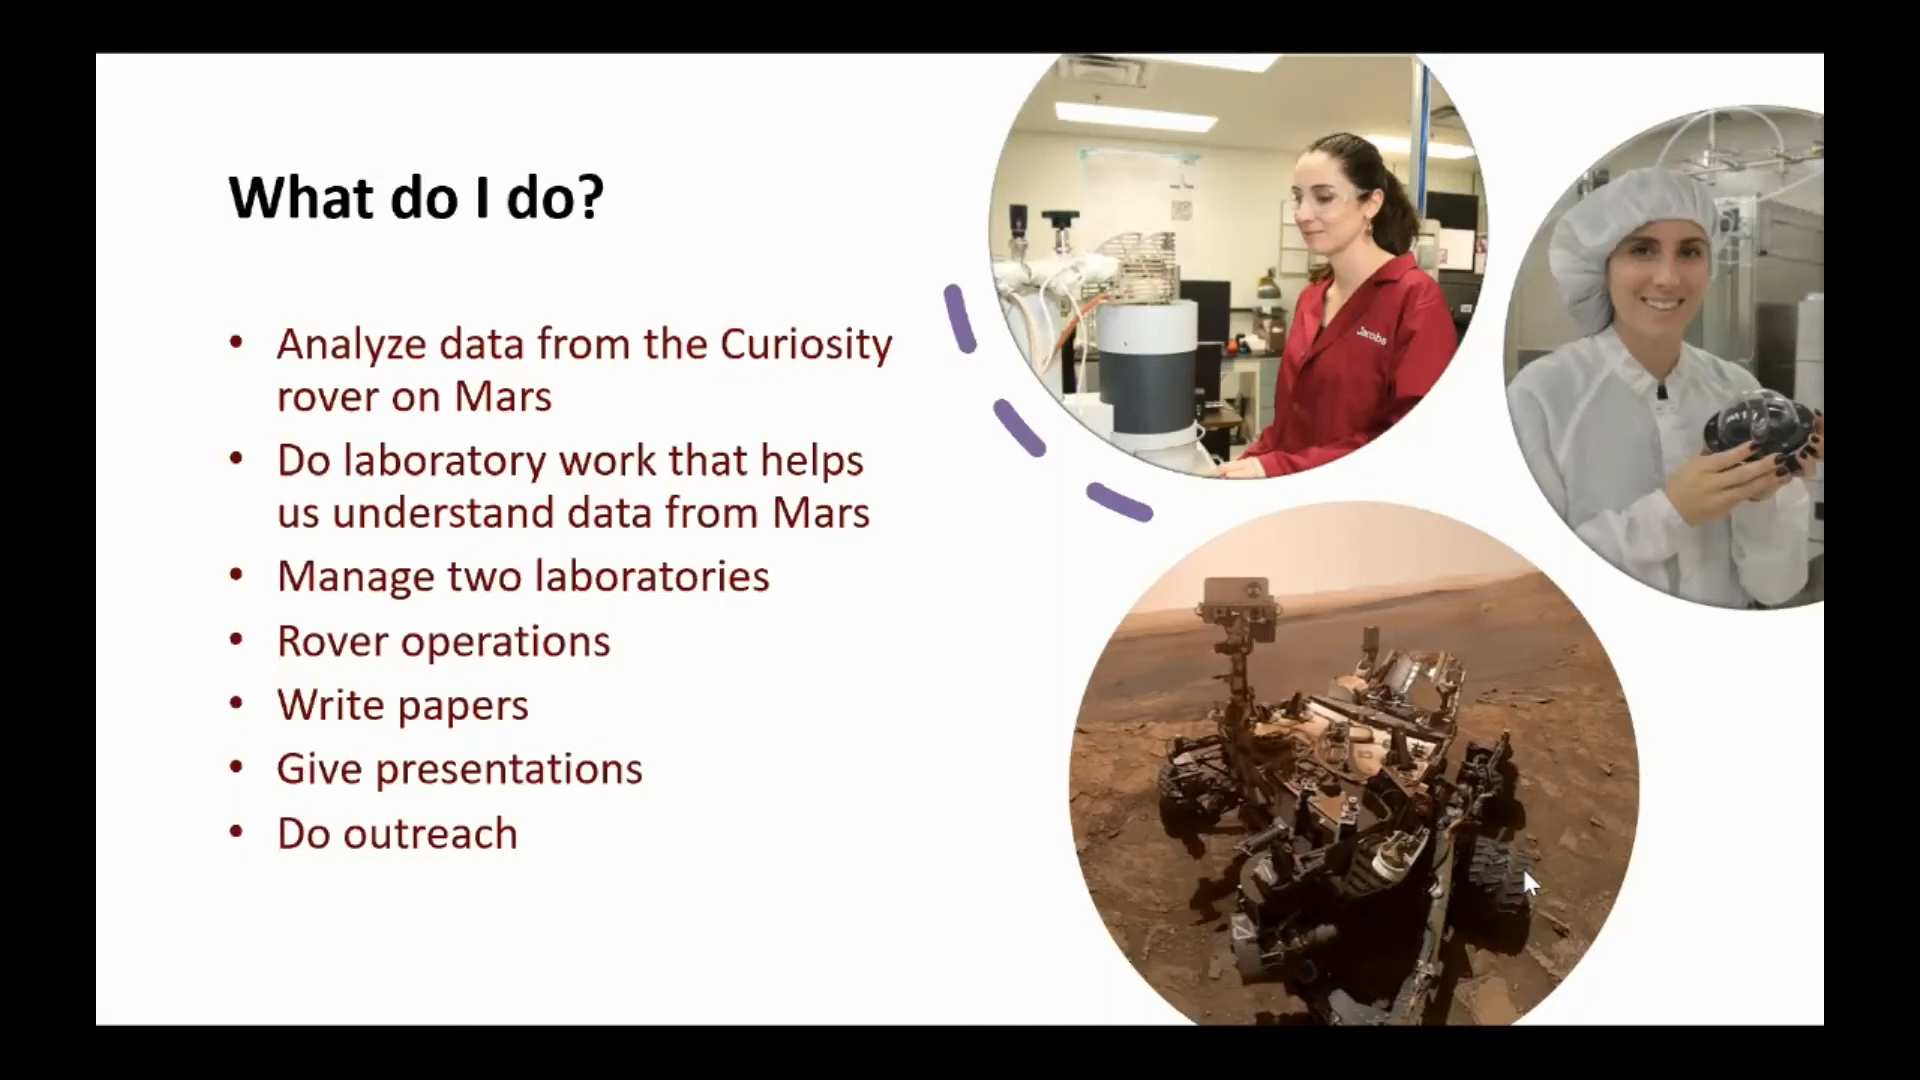 What do I do?
• Analyze data from the Curiosity
rover on Mars
• Do laboratory work that helps
us understand data from Mars
• Manage two laboratories
• Rover operations
• Write papers
• Give presentations
• Do outreach
Jacobs